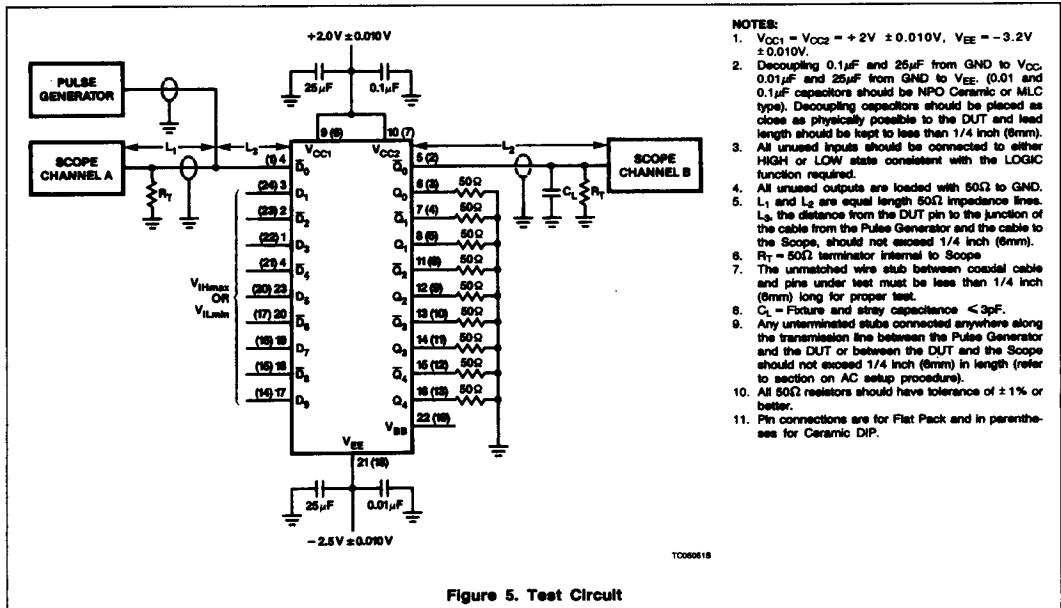 +2.0 V ± 0.010 V
PULSE GENERATOR
25μF
0.1μF
9 (6)
10 (7)
L₁
L₂
L₂
VCC1
VCC2
SCOPE CHANNEL A
SCOPE CHANNEL B
RT
CL
RT
(1) 4 D̅₀
(24) 3 D₁
(23) 2 D̅₂
(22) 1 D₃
(21) 4 D̅₄
(20) 23 D₅
(17) 20 D̅₆
(16) 19 D₇
(15) 18 D̅₈
(14) 17 D₉
VIHmax
OR
VILmin
Q̅₀ 5 (2)
Q₀ 6 (3) 50Ω
Q̅₁ 7 (4) 50Ω
Q₁ 8 (5) 50Ω
Q̅₂ 11 (8) 50Ω
Q₂ 12 (9) 50Ω
Q̅₃ 13 (10) 50Ω
Q₃ 14 (11) 50Ω
Q̅₄ 15 (12) 50Ω
Q₄ 16 (13) 50Ω
VBB 22 (19)
VEE
21 (18)
25μF
0.01μF
−2.5 V ± 0.010 V
TC05051S
NOTES:
1. VCC1 = VCC2 = +2V ±0.010V, VEE = −3.2V
±0.010V.
2. Decoupling 0.1μF and 25μF from GND to VCC,
0.01μF and 25μF from GND to VEE. (0.01 and
0.1μF capacitors should be NPO Ceramic or MLC
type). Decoupling capacitors should be placed as
close as physically possible to the DUT and lead
length should be kept to less than 1/4 inch (6mm).
3. All unused inputs should be connected to either
HIGH or LOW state consistent with the LOGIC
function required.
4. All unused outputs are loaded with 50Ω to GND.
5. L₁ and L₂ are equal length 50Ω impedance lines.
L₃, the distance from the DUT pin to the junction of
the cable from the Pulse Generator and the cable to
the Scope, should not exceed 1/4 inch (6mm).
6. RT = 50Ω terminator internal to Scope
7. The unmatched wire stub between coaxial cable
and pins under test must be less than 1/4 inch
(6mm) long for proper test.
8. CL = Fixture and stray capacitance ≤ 3pF.
9. Any unterminated stubs connected anywhere along
the transmission line between the Pulse Generator
and the DUT or between the DUT and the Scope
should not exceed 1/4 inch (6mm) in length (refer
to section on AC setup procedure).
10. All 50Ω resistors should have tolerance of ±1% or
better.
11. Pin connections are for Flat Pack and in parenthe-
ses for Ceramic DIP.
Figure 5. Test Circuit